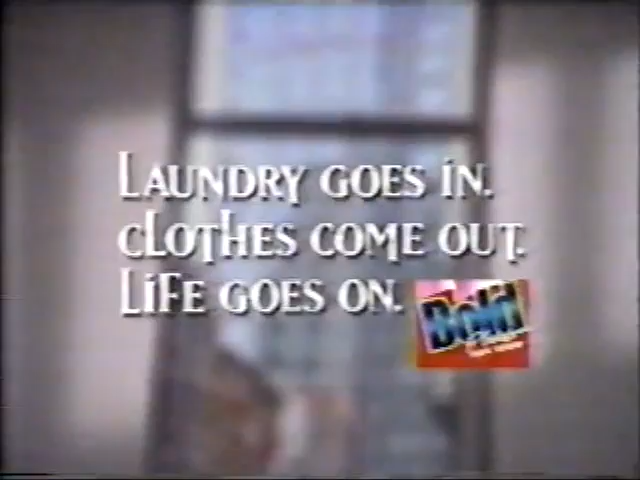 LAUNDRY GOES IN.
CLOTHES COME OUT.
LIFE GOES ON.
Bold